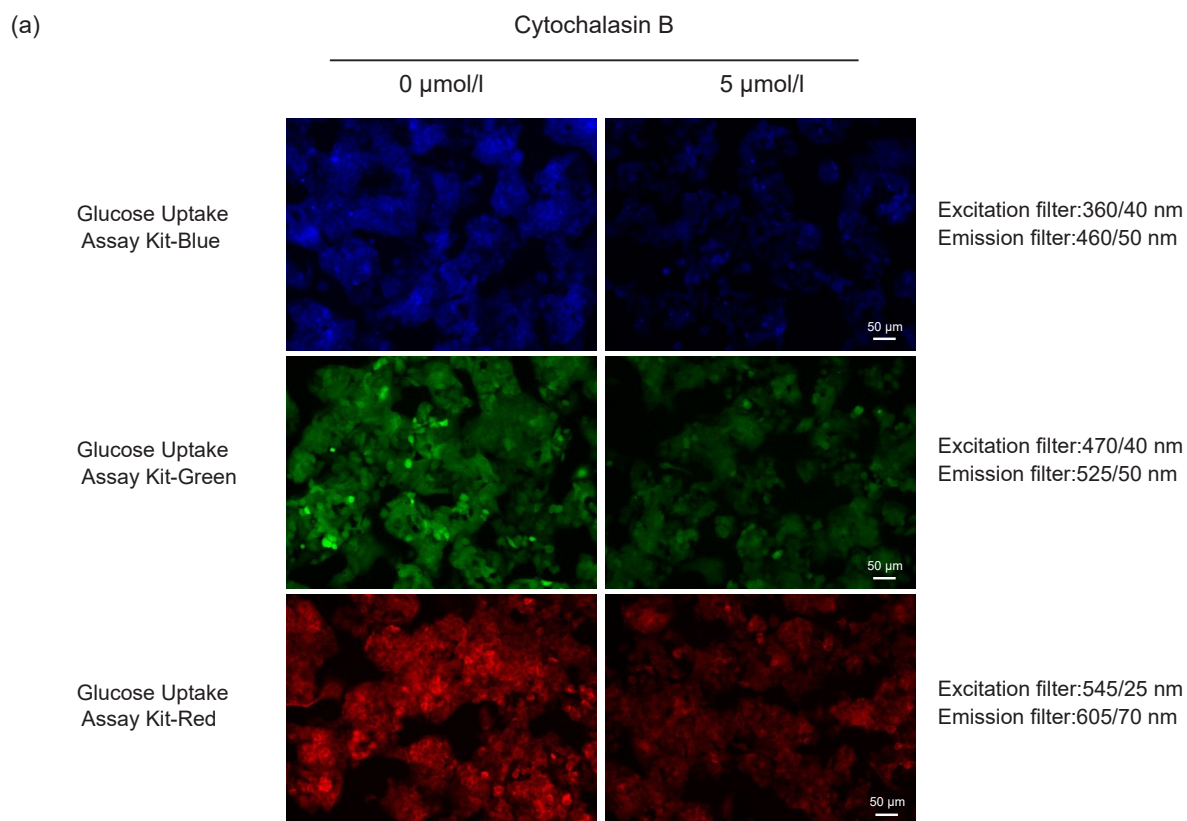 (a)
Cytochalasin B
0 µmol/l
5 µmol/l
Glucose Uptake
Assay Kit-Blue
Excitation filter:360/40 nm
Emission filter:460/50 nm
50 µm
Glucose Uptake
Assay Kit-Green
Excitation filter:470/40 nm
Emission filter:525/50 nm
50 µm
Glucose Uptake
Assay Kit-Red
Excitation filter:545/25 nm
Emission filter:605/70 nm
50 µm